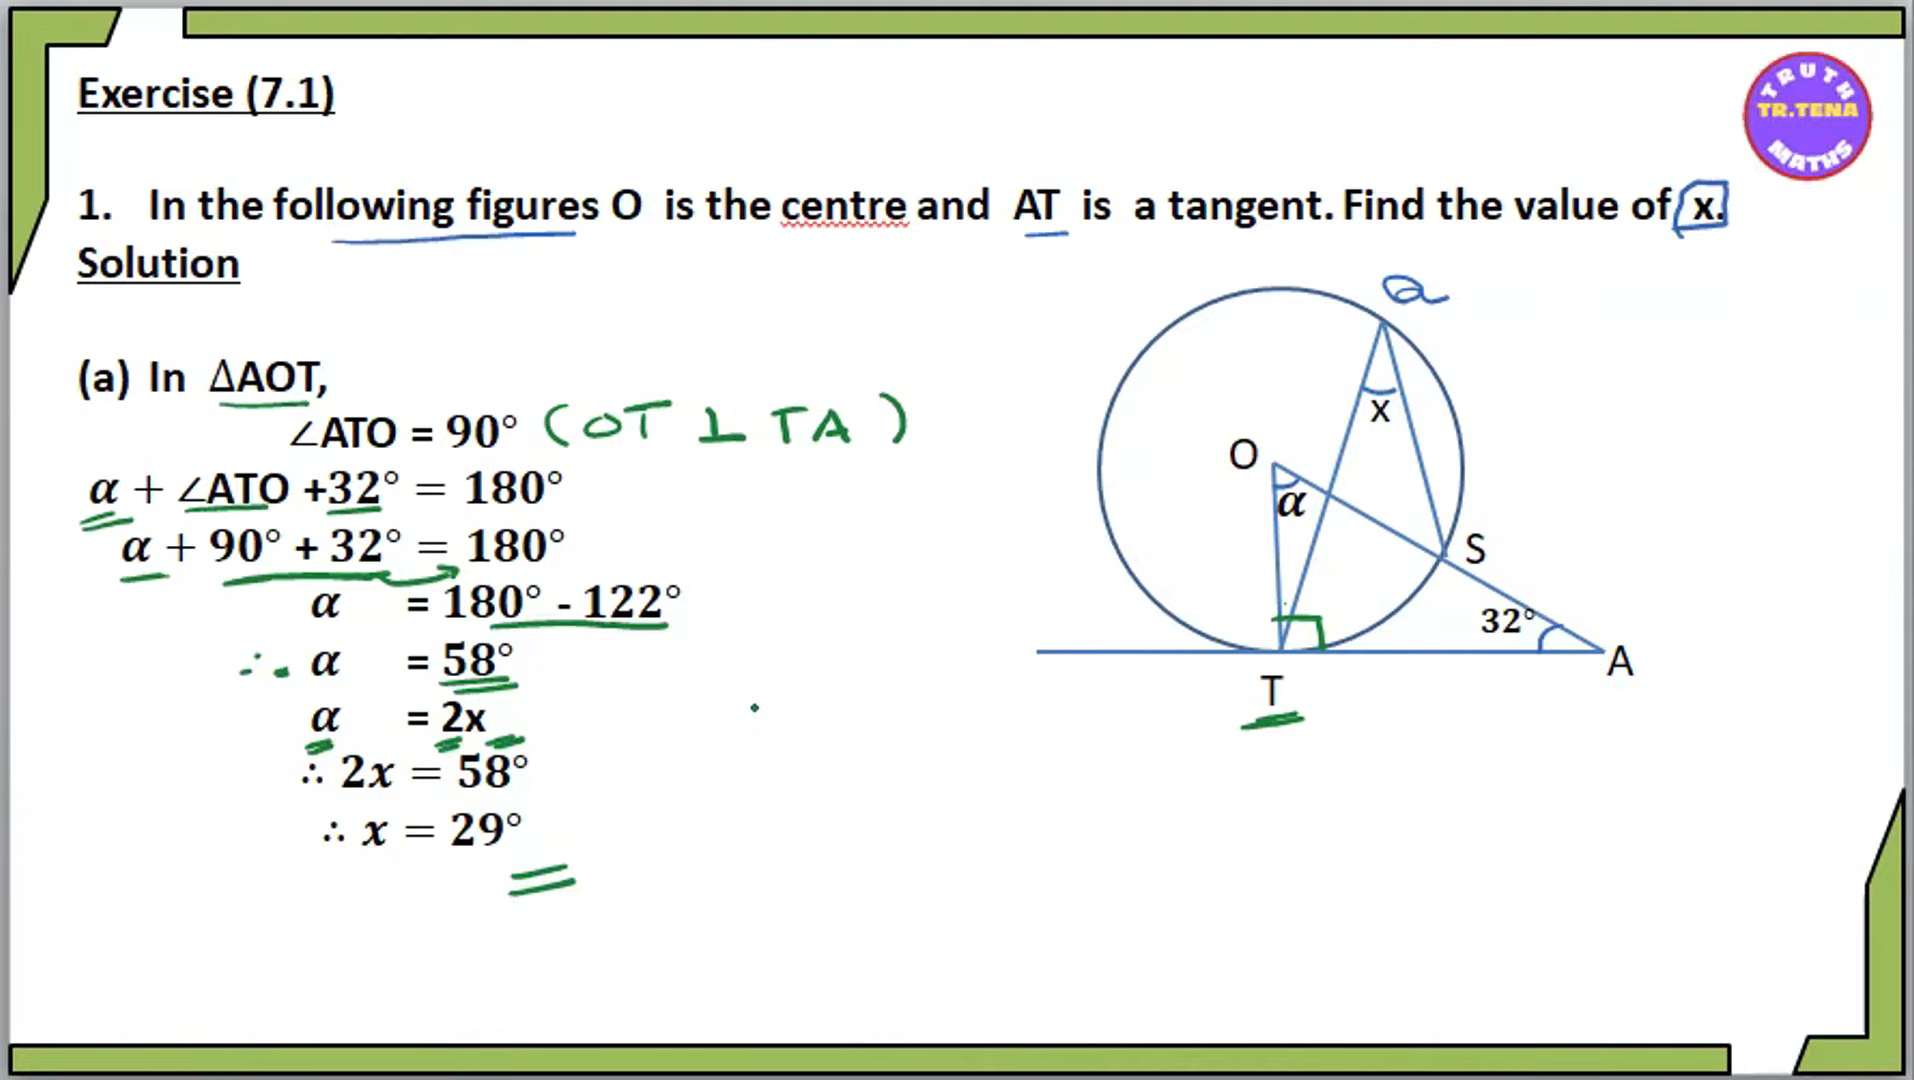 Exercise (7.1)
TRUTH
TR.TENA
MATHS
1. In the following figures O is the centre and AT is a tangent. Find the value of x.
Solution
(a) In ΔAOT,
∠ATO = 90° (OT ⊥ TA)
α + ∠ATO +32° = 180°
α + 90° + 32° = 180°
α = 180° - 122°
∴ α = 58°
α = 2x
∴ 2x = 58°
∴ x = 29°
Q
x
O
α
S
32°
A
T